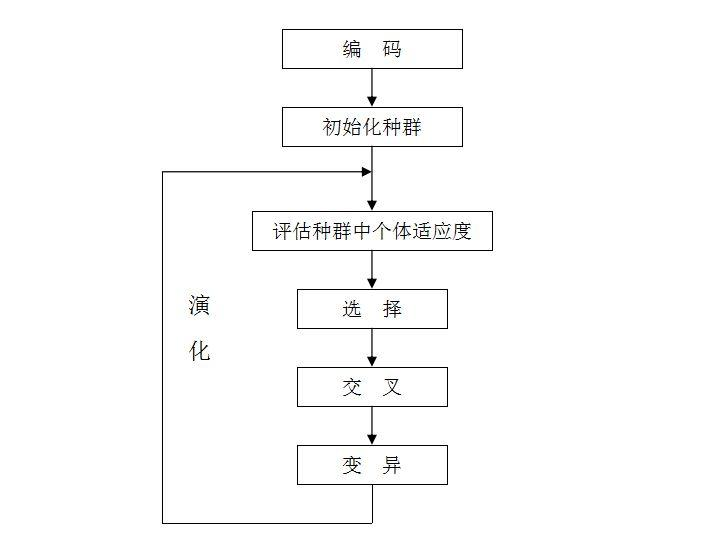 编 码
初始化种群
评估种群中个体适应度
选 择
演
化
交 叉
变 异